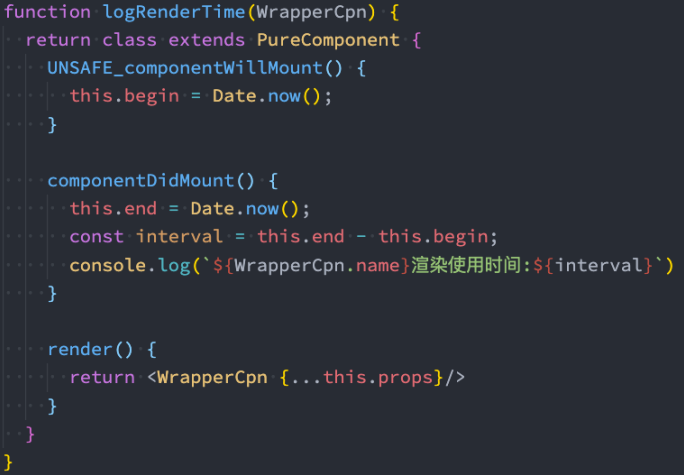 function logRenderTime(WrapperCpn) {
  return class extends PureComponent {
    UNSAFE_componentWillMount() {
      this.begin = Date.now();
    }

    componentDidMount() {
      this.end = Date.now();
      const interval = this.end - this.begin;
      console.log(`${WrapperCpn.name}渲染使用时间:${interval}`)
    }

    render() {
      return <WrapperCpn {...this.props}/>
    }
  }
}